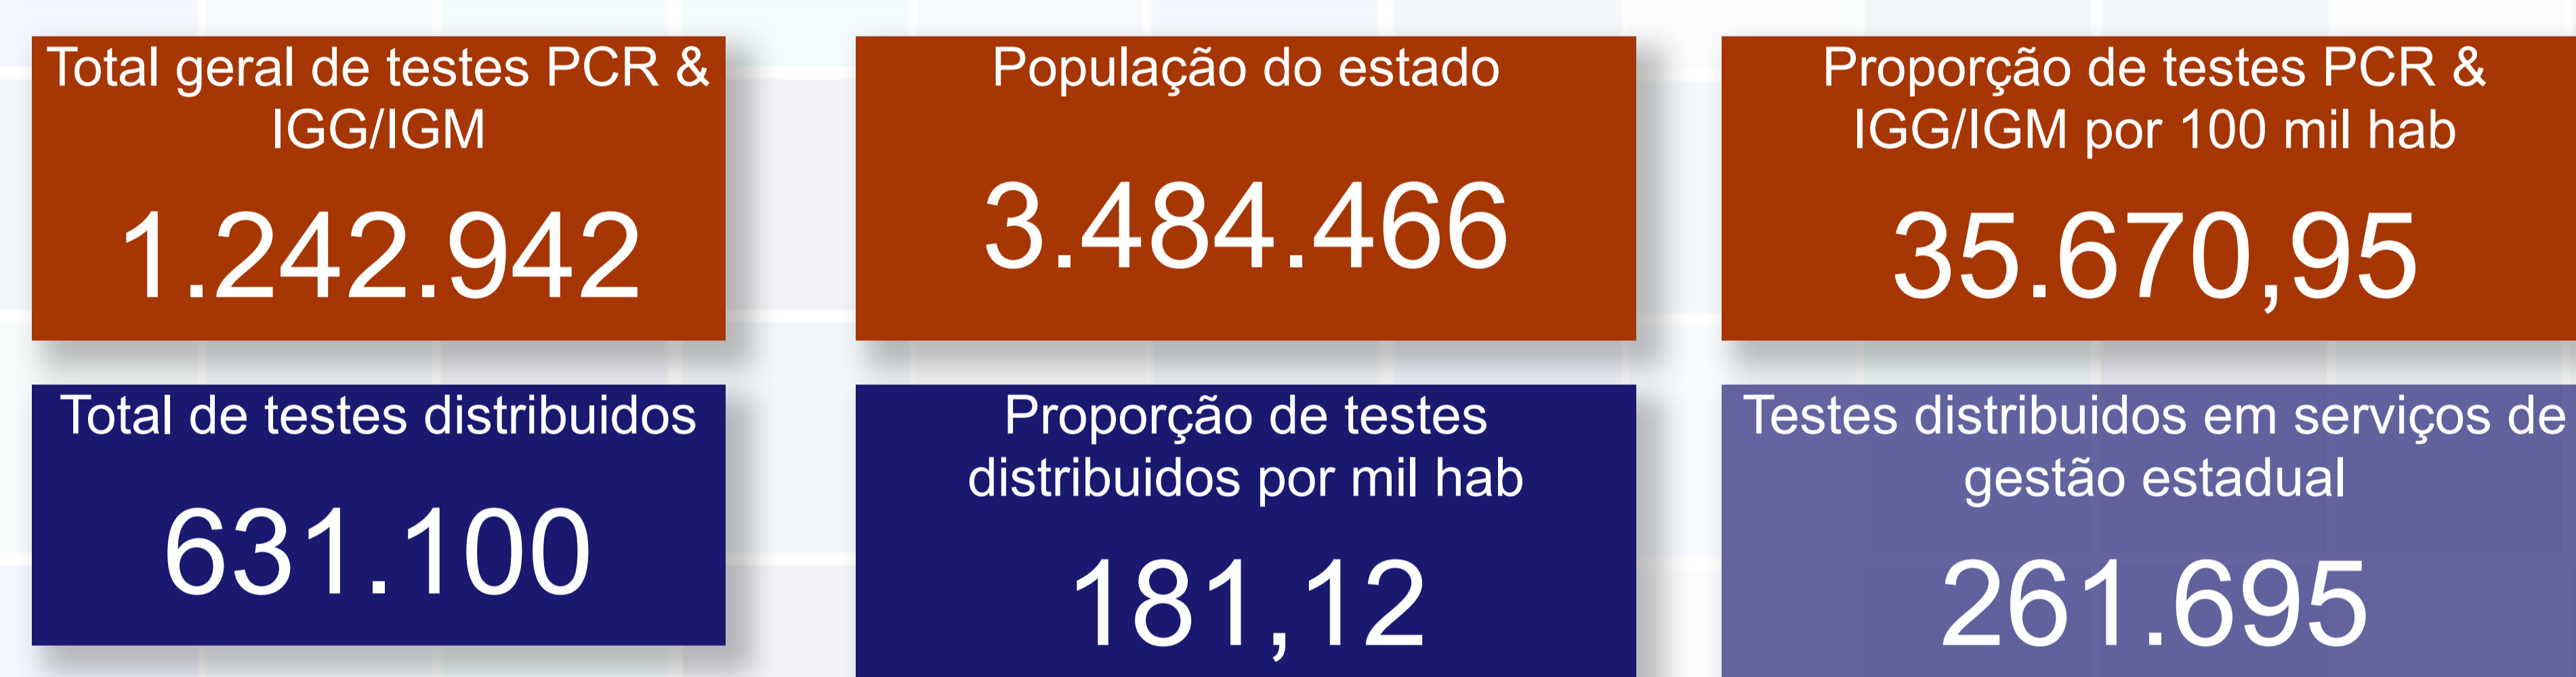 Total geral de testes PCR &
IGG/IGM
1.242.942
População do estado
3.484.466
Proporção de testes PCR &
IGG/IGM por 100 mil hab
35.670,95
Total de testes distribuidos
631.100
Proporção de testes
distribuidos por mil hab
181,12
Testes distribuidos em serviços de
gestão estadual
261.695